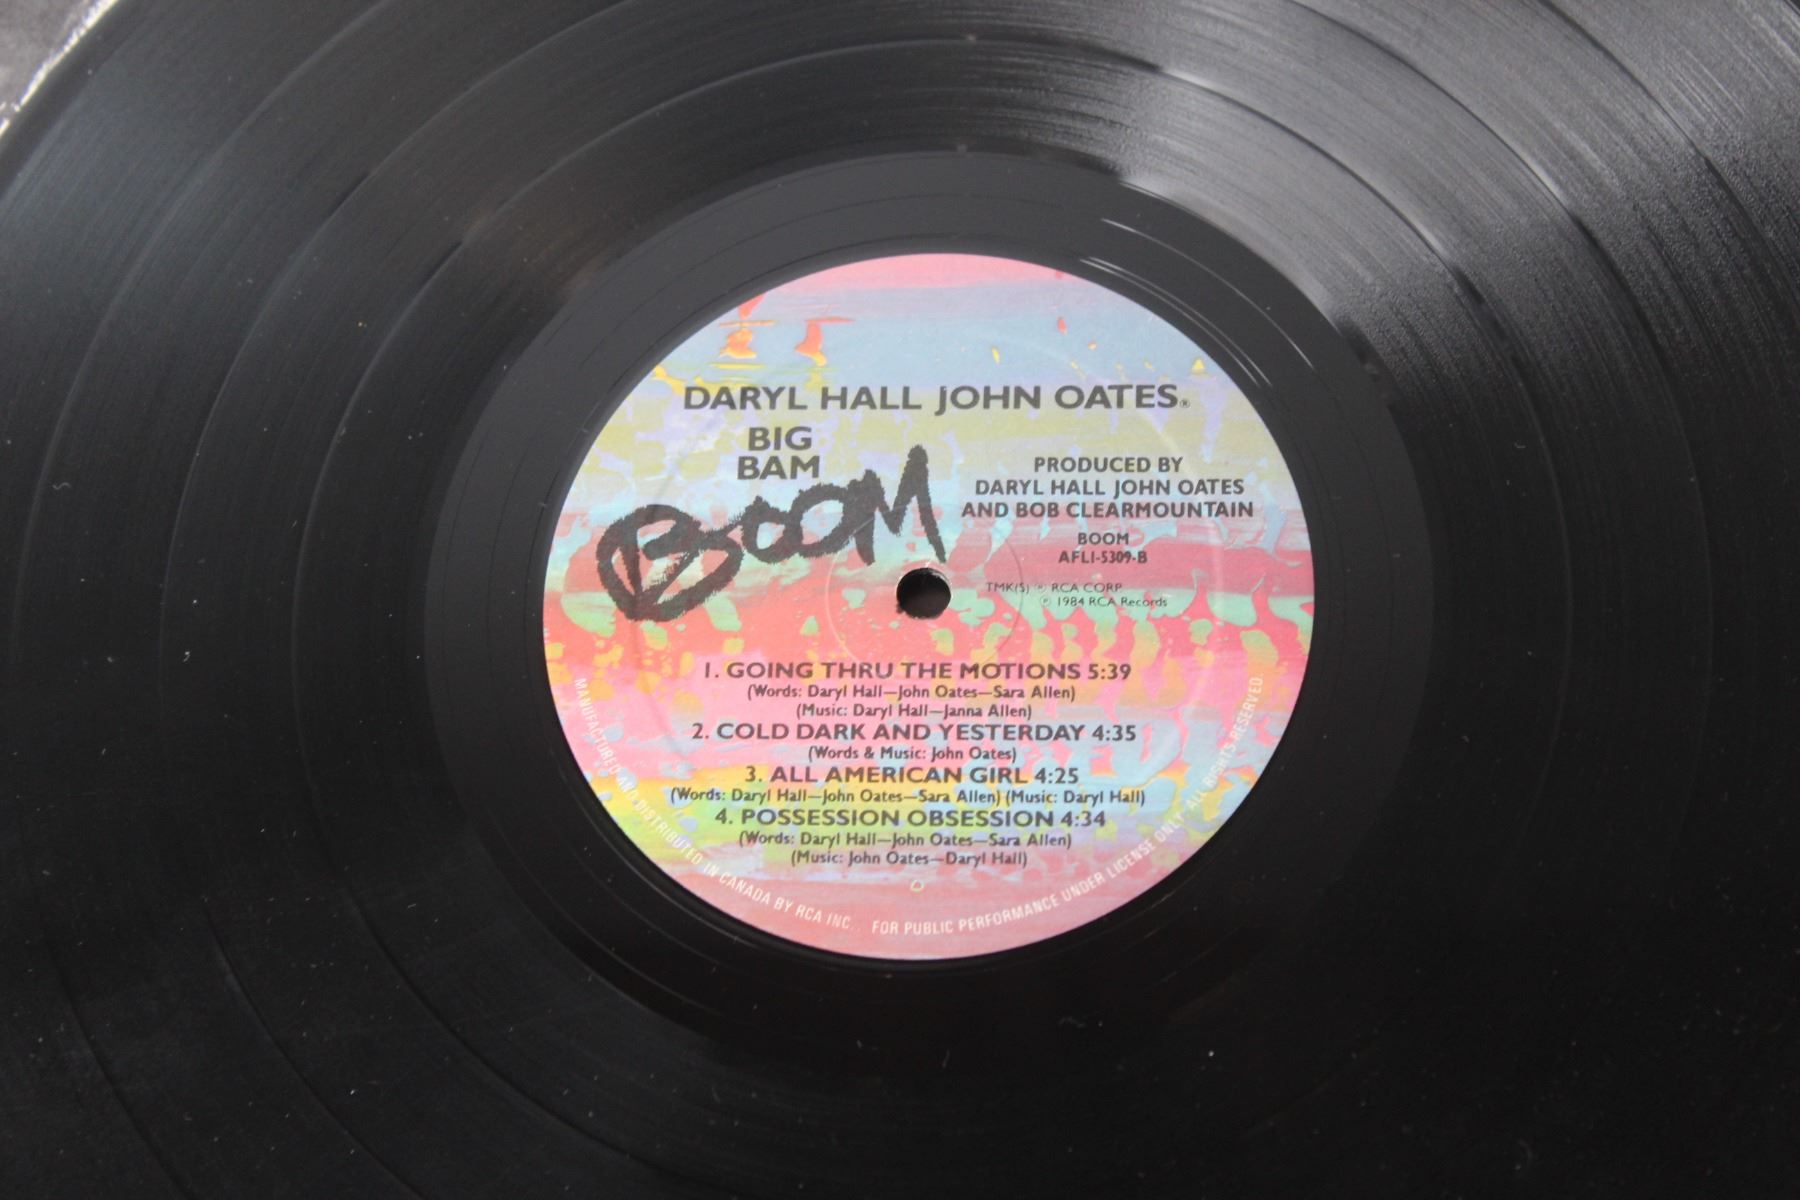 DARYL HALL JOHN OATES®
BIG
BAM
BOOM
PRODUCED BY
DARYL HALL JOHN OATES
AND BOB CLEARMOUNTAIN
BOOM
AFL1-5309-B
TMK(S) ® RCA CORP
℗ 1984 RCA Records
1. GOING THRU THE MOTIONS 5:39
(Words: Daryl Hall—John Oates—Sara Allen)
(Music: Daryl Hall—Janna Allen)
2. COLD DARK AND YESTERDAY 4:35
(Words & Music: John Oates)
3. ALL AMERICAN GIRL 4:25
(Words: Daryl Hall—John Oates—Sara Allen) (Music: Daryl Hall)
4. POSSESSION OBSESSION 4:34
(Words: Daryl Hall—John Oates—Sara Allen)
(Music: John Oates—Daryl Hall)
MANUFACTURED AND DISTRIBUTED IN CANADA BY RCA INC.. FOR PUBLIC PERFORMANCE UNDER LICENSE ONLY. ALL RIGHTS RESERVED.